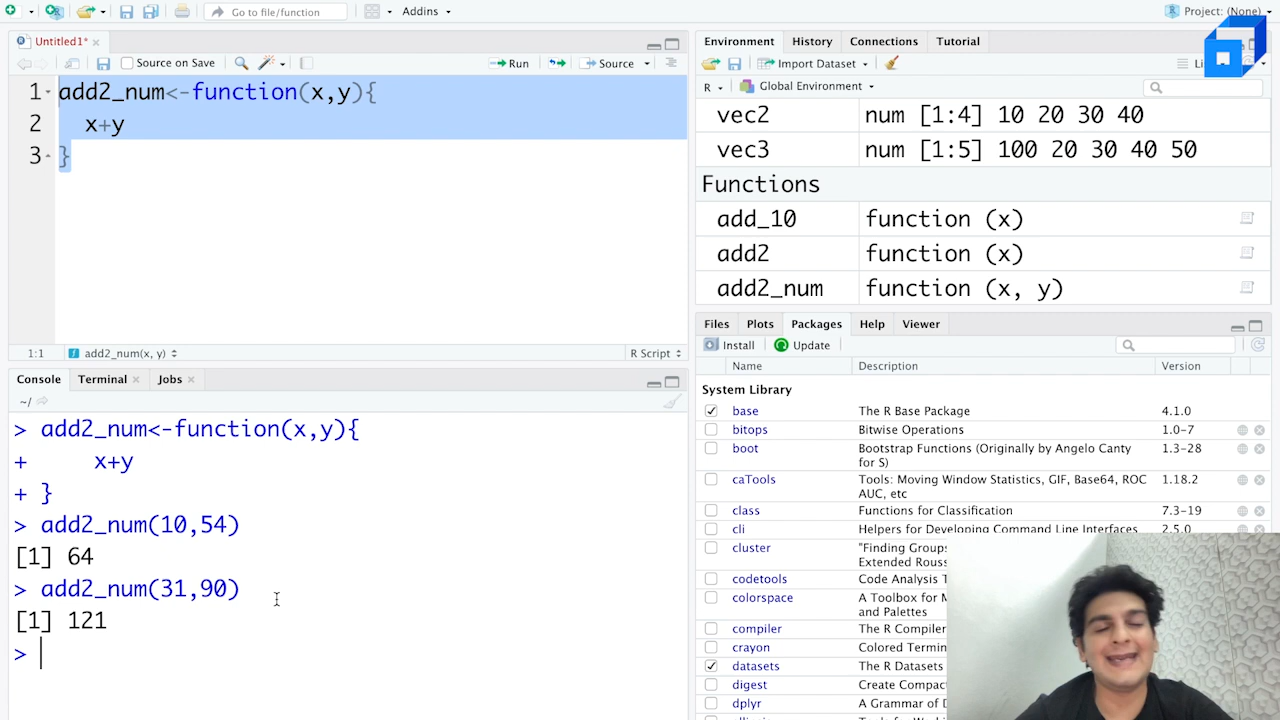 Go to file/function
Addins
Project: (None)
Untitled1*
Source on Save
Run
Source
1 add2_num<-function(x,y){
2 x+y
3 }
1:1
add2_num(x, y)
R Script
Console
Terminal
Jobs
~/
> add2_num<-function(x,y){
+ x+y
+ }
> add2_num(10,54)
[1] 64
> add2_num(31,90)
[1] 121
>
Environment
History
Connections
Tutorial
Import Dataset
R
Global Environment
vec2 num [1:4] 10 20 30 40
vec3 num [1:5] 100 20 30 40 50
Functions
add_10 function (x)
add2 function (x)
add2_num function (x, y)
Files
Plots
Packages
Help
Viewer
Install
Update
Name Description Version
System Library
base The R Base Package 4.1.0
bitops Bitwise Operations 1.0-7
boot Bootstrap Functions (Originally by Angelo Canty 1.3-28
for S)
caTools Tools: Moving Window Statistics, GIF, Base64, ROC 1.18.2
AUC, etc
class Functions for Classification 7.3-19
cli Helpers for Developing Command Line Interfaces 2.5.0
cluster "Finding Groups
Extended Rouss
codetools Code Analysis T
colorspace A Toolbox for M
and Palettes
compiler The R Compiler
crayon Colored Termin
datasets The R Datasets
digest Create Compac
dplyr A Grammar of D